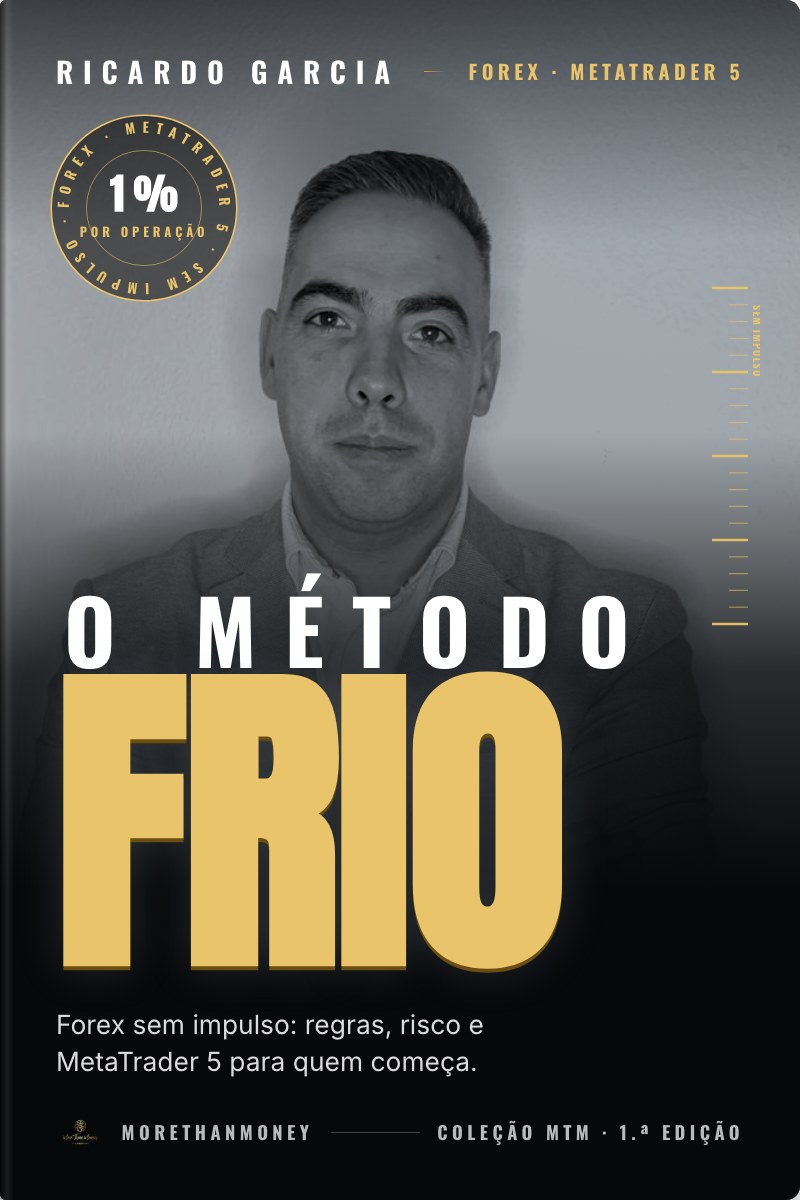 RICARDO GARCIA — FOREX · METATRADER 5
FOREX · METATRADER 5 · SEM IMPULSO ·
1%
POR OPERAÇÃO
SEM IMPULSO
O MÉTODO
FRIO
Forex sem impulso: regras, risco e
MetaTrader 5 para quem começa.
MORETHANMONEY — COLEÇÃO MTM · 1.ª EDIÇÃO